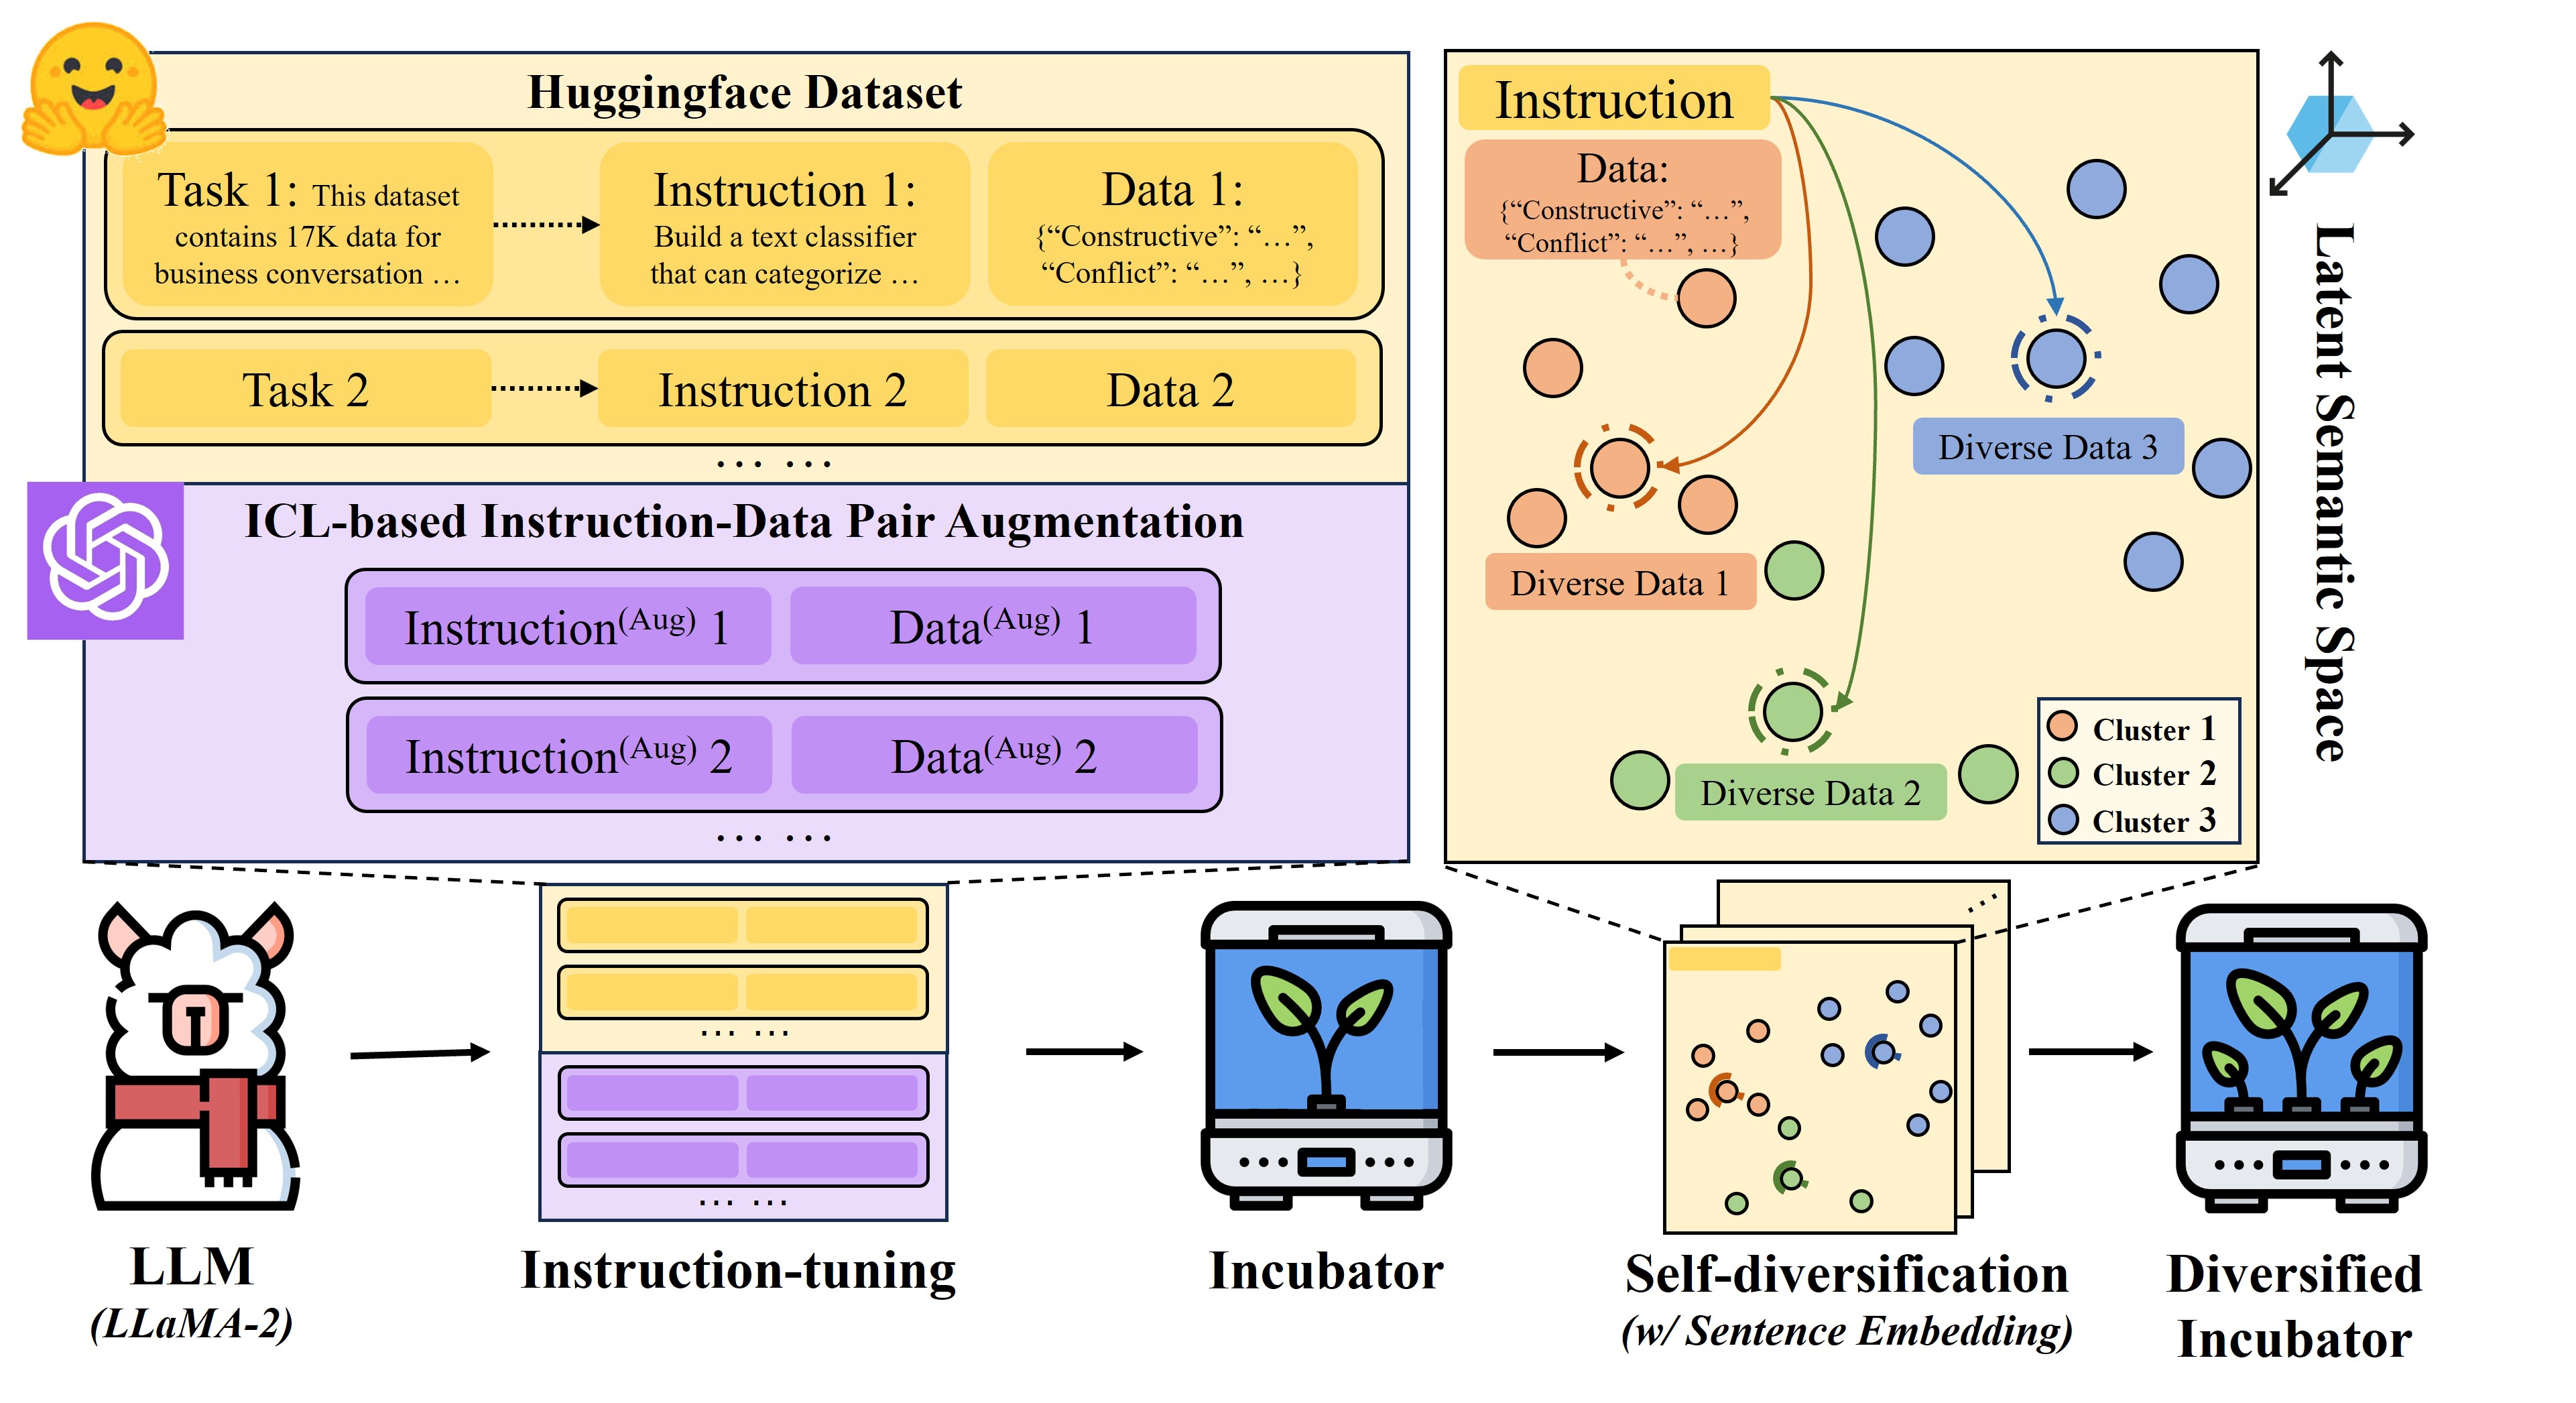 Huggingface Dataset
Task 1: This dataset
contains 17K data for
business conversation …
Instruction 1:
Build a text classifier
that can categorize …
Data 1:
{“Constructive”: “…”,
“Conflict”: “…”, …}
Task 2
Instruction 2
Data 2
… …
ICL-based Instruction-Data Pair Augmentation
Instruction(Aug) 1
Data(Aug) 1
Instruction(Aug) 2
Data(Aug) 2
… …
Instruction
Data:
{“Constructive”: “…”,
“Conflict”: “…”, …}
Diverse Data 3
Diverse Data 1
Diverse Data 2
Cluster 1
Cluster 2
Cluster 3
Latent Semantic Space
… …
… …
LLM
(LLaMA-2)
Instruction-tuning
Incubator
Self-diversification
(w/ Sentence Embedding)
Diversified
Incubator